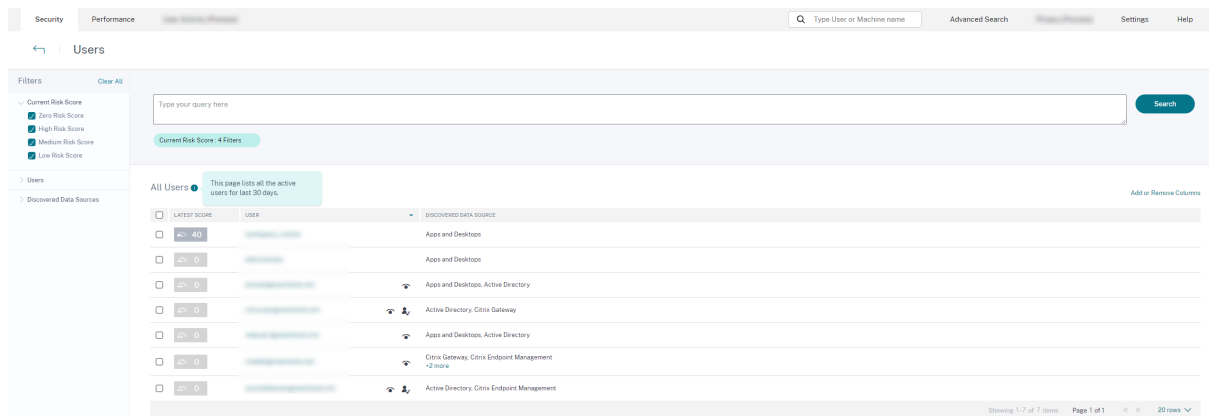 Security
Performance
Type User or Machine name
Advanced Search
Settings
Help
Users
Filters
Clear All
Current Risk Score
Zero Risk Score
High Risk Score
Medium Risk Score
Low Risk Score
Users
Discovered Data Sources
Type your query here
Search
Current Risk Score : 4 Filters
All Users
This page lists all the active
users for last 30 days.
Add or Remove Columns
LATEST SCORE USER DISCOVERED DATA SOURCE
40 Apps and Desktops
0 Apps and Desktops
0 Apps and Desktops, Active Directory
0 Active Directory, Citrix Gateway
0 Apps and Desktops, Active Directory
0 Citrix Gateway, Citrix Endpoint Management
+2 more
0 Active Directory, Citrix Endpoint Management
Showing 1-7 of 7 items Page 1 of 1 20 rows